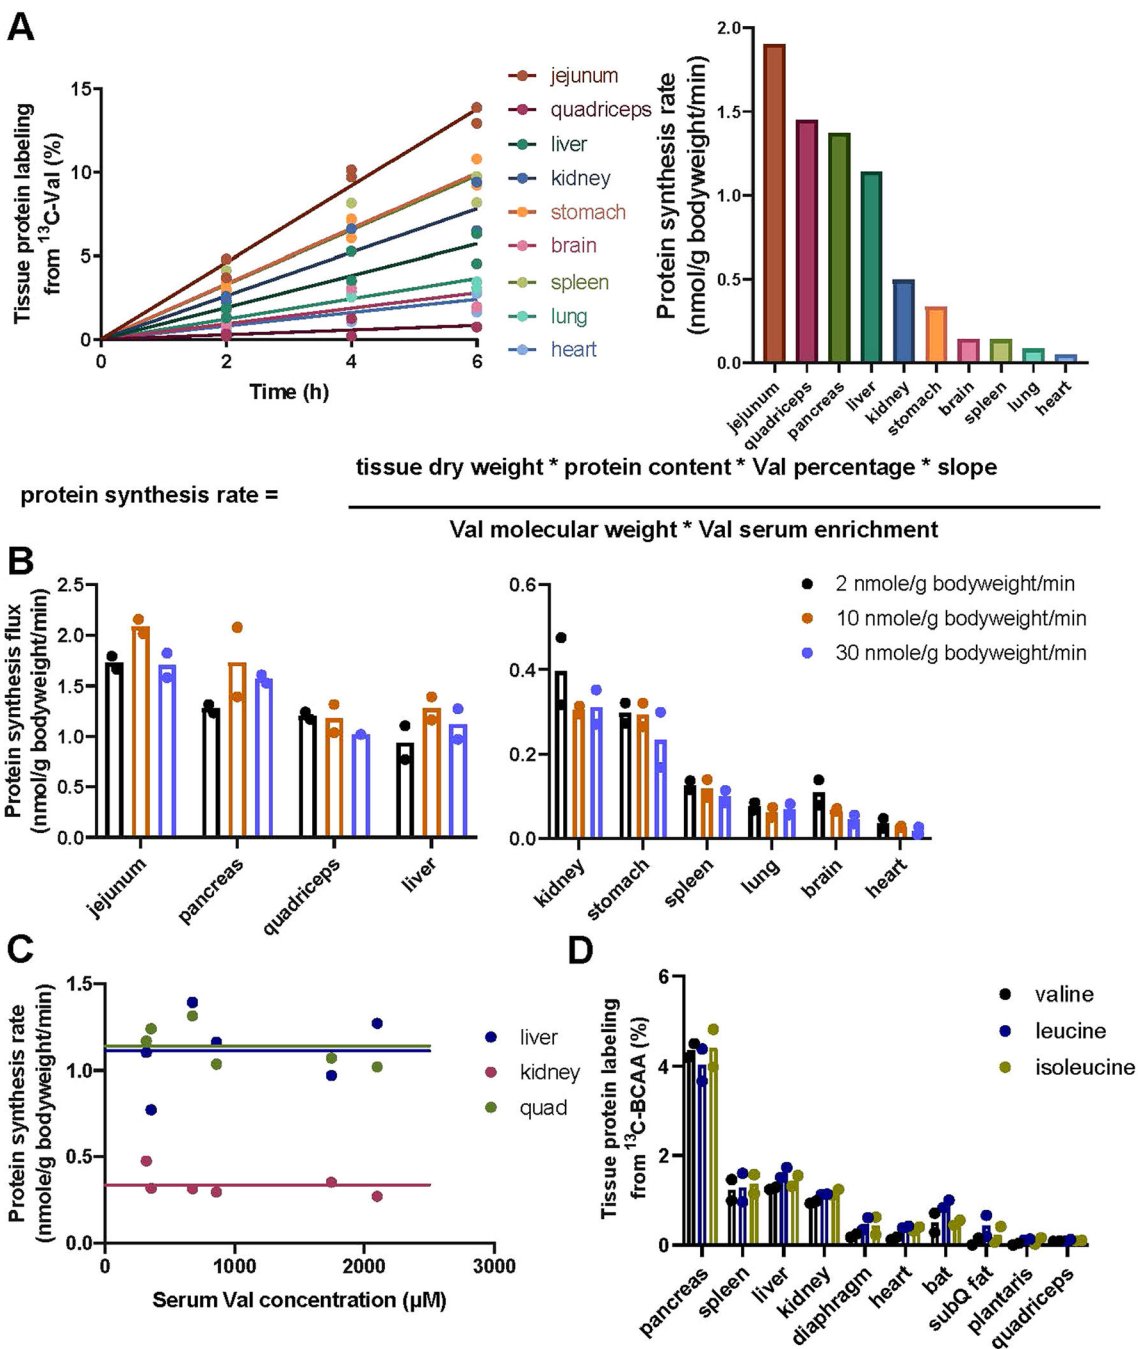 A
Tissue protein labeling
from 13C-Val (%)
15
10
5
0
0
2
4
6
Time (h)
jejunum
quadriceps
liver
kidney
stomach
brain
spleen
lung
heart
Protein synthesis rate
(nmol/g bodyweight/min)
2.0
1.5
1.0
0.5
0.0
jejunum
quadriceps
pancreas
liver
kidney
stomach
brain
spleen
lung
heart
protein synthesis rate =
tissue dry weight * protein content * Val percentage * slope
Val molecular weight * Val serum enrichment
B
Protein synthesis flux
(nmol/g bodyweight/min)
2.5
2.0
1.5
1.0
0.5
0.0
jejunum
pancreas
quadriceps
liver
0.6
0.4
0.2
0.0
kidney
stomach
spleen
lung
brain
heart
2 nmole/g bodyweight/min
10 nmole/g bodyweight/min
30 nmole/g bodyweight/min
C
Protein synthesis rate
(nmole/g bodyweight/min)
1.5
1.0
0.5
0.0
0
1000
2000
3000
Serum Val concentration (µM)
liver
kidney
quad
D
Tissue protein labeling
from 13C-BCAA (%)
6
4
2
0
pancreas
spleen
liver
kidney
diaphragm
heart
bat
subQ fat
plantaris
quadriceps
valine
leucine
isoleucine